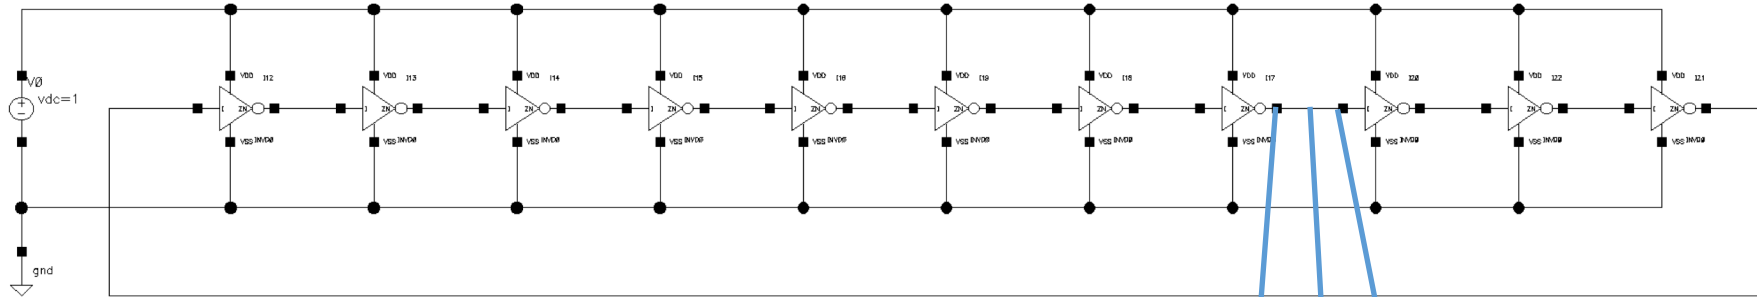 VDD I12 VDD I13 VDD I14 VDD I15 VDD I16 VDD I19 VDD I18 VDD I17 VDD I20 VDD I22 VDD I21
V0
vdc=1
I ZN I ZN I ZN I ZN I ZN I ZN I ZN I ZN I ZN I ZN I ZN
VSS INVD0 VSS INVD0 VSS INVD0 VSS INVD0 VSS INVD0 VSS INVD0 VSS INVD0 VSS VSS INVD0 VSS INVD0 VSS INVD0
gnd